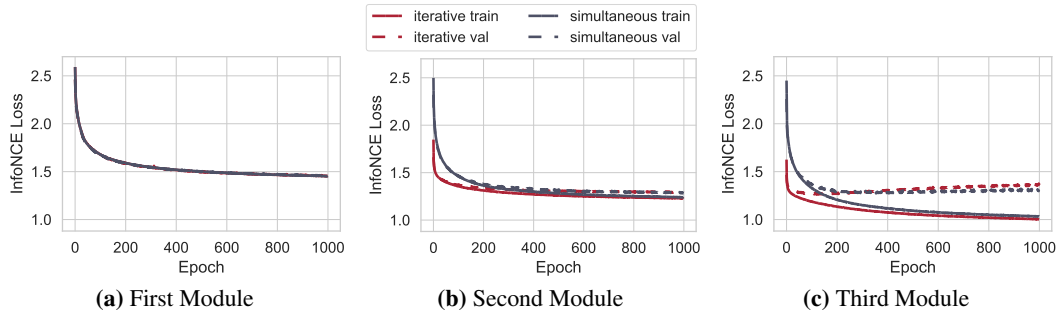 iterative train
simultaneous train
iterative val
simultaneous val
InfoNCE Loss
2.5
2.0
1.5
1.0
0 200 400 600 800 1000
Epoch
(a) First Module
InfoNCE Loss
2.5
2.0
1.5
1.0
0 200 400 600 800 1000
Epoch
(b) Second Module
InfoNCE Loss
2.5
2.0
1.5
1.0
0 200 400 600 800 1000
Epoch
(c) Third Module